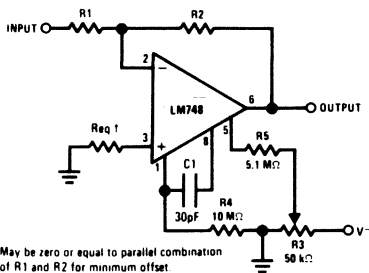 R1
R2
INPUT
2
−
LM748
6
OUTPUT
Req †
3
+
1
8
5
R5
5.1 MΩ
C1
30pF
R4
10 MΩ
V−
R3
50 kΩ
May be zero or equal to parallel combination
of R1 and R2 for minimum offset.